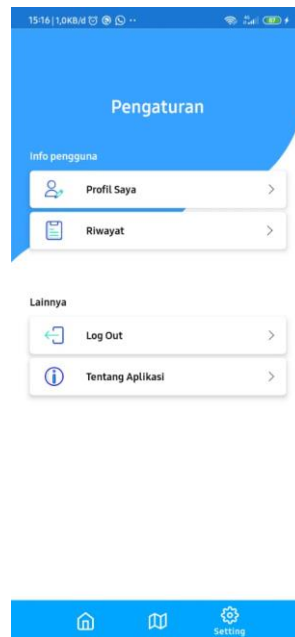 15:16 | 1,0KB/d
Pengaturan
Info pengguna
Profil Saya
Riwayat
Lainnya
Log Out
Tentang Aplikasi
Setting